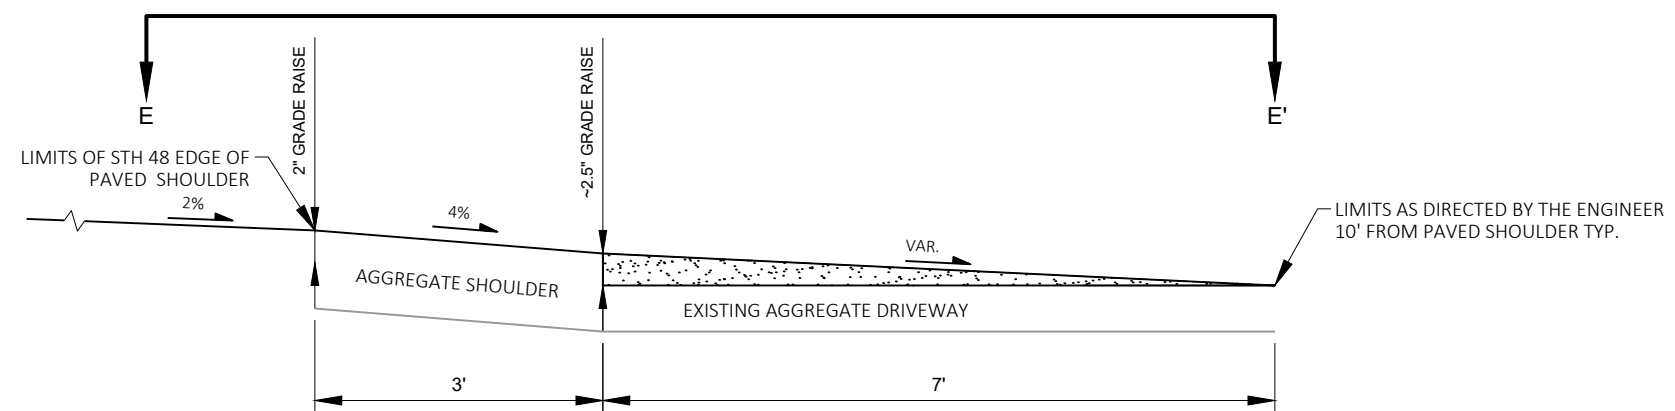 E
E'
2" GRADE RAISE
~2.5" GRADE RAISE
LIMITS OF STH 48 EDGE OF
PAVED SHOULDER
2%
4%
VAR.
LIMITS AS DIRECTED BY THE ENGINEER
10' FROM PAVED SHOULDER TYP.
AGGREGATE SHOULDER
EXISTING AGGREGATE DRIVEWAY
3'
7'